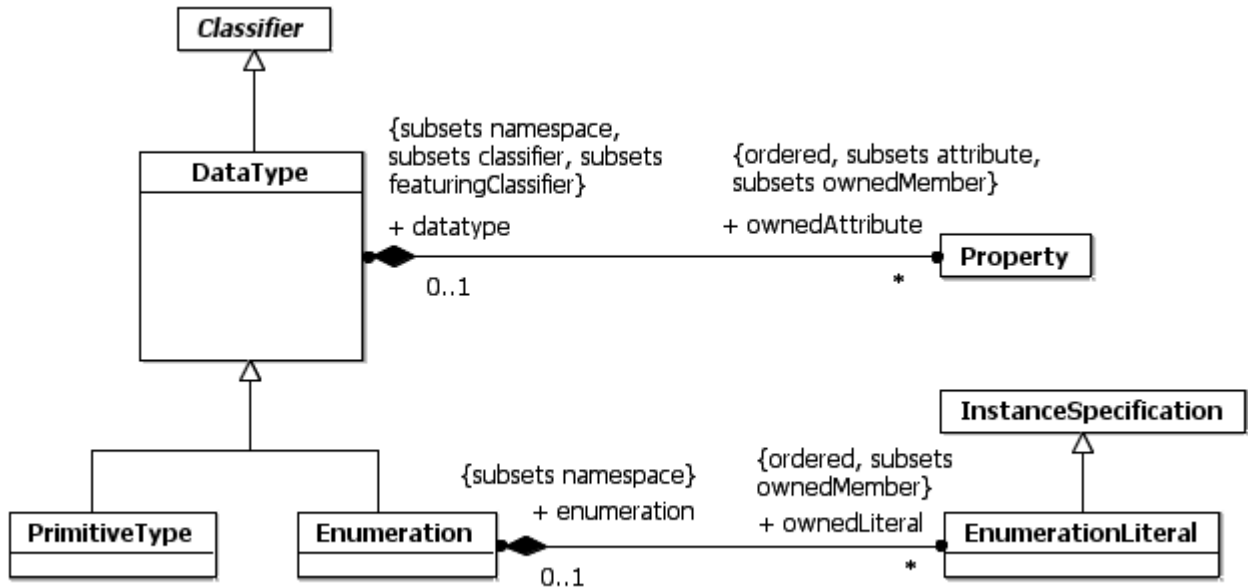 Classifier
{subsets namespace,
subsets classifier, subsets
featuringClassifier}
{ordered, subsets attribute,
subsets ownedMember}
DataType
+ datatype
+ ownedAttribute
Property
0..1
*
InstanceSpecification
{subsets namespace}
{ordered, subsets
ownedMember}
+ enumeration
+ ownedLiteral
PrimitiveType
Enumeration
EnumerationLiteral
0..1
*